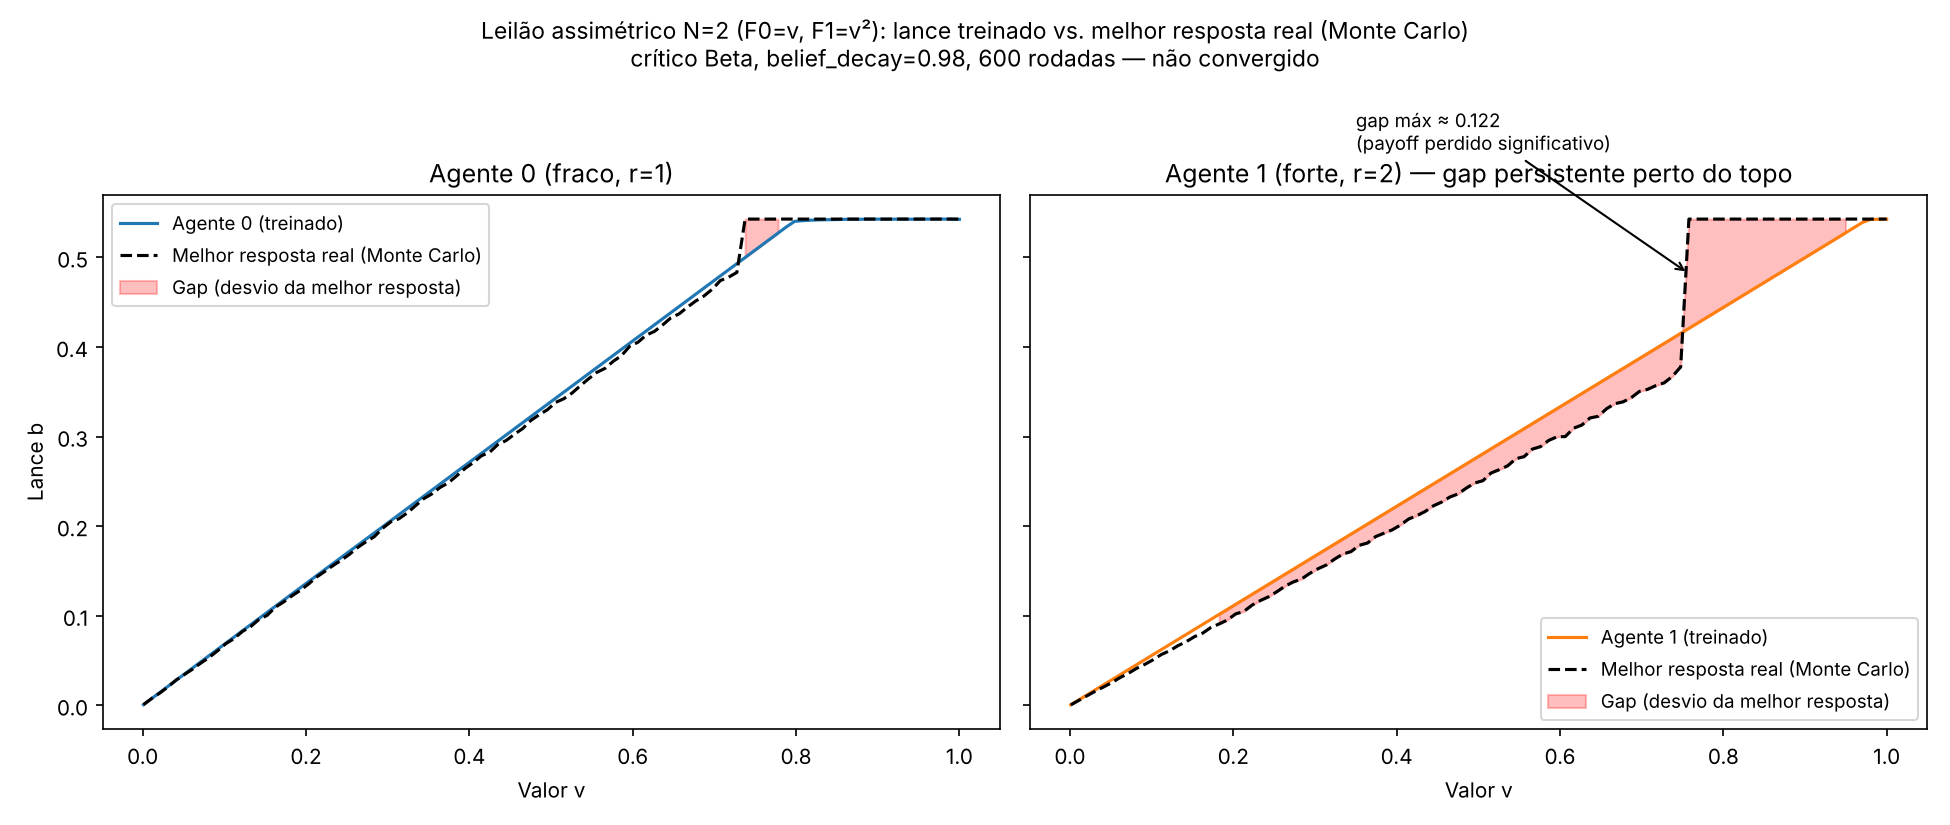 Leilão assimétrico N=2 (F0=v, F1=v²): lance treinado vs. melhor resposta real (Monte Carlo)
crítico Beta, belief_decay=0.98, 600 rodadas — não convergido
gap máx ≈ 0.122
(payoff perdido significativo)
Agente 0 (fraco, r=1)
Agente 1 (forte, r=2) — gap persistente perto do topo
Agente 0 (treinado)
Melhor resposta real (Monte Carlo)
Gap (desvio da melhor resposta)
Agente 1 (treinado)
Melhor resposta real (Monte Carlo)
Gap (desvio da melhor resposta)
Lance b
0.5
0.4
0.3
0.2
0.1
0.0
0.0 0.2 0.4 0.6 0.8 1.0
0.0 0.2 0.4 0.6 0.8 1.0
Valor v
Valor v